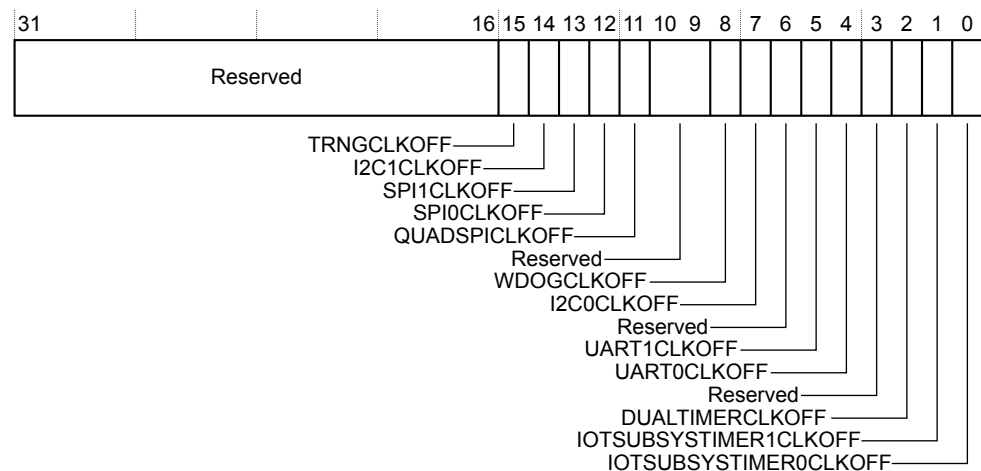 31 16 15 14 13 12 11 10 9 8 7 6 5 4 3 2 1 0
Reserved
TRNGCLKOFF
I2C1CLKOFF
SPI1CLKOFF
SPI0CLKOFF
QUADSPICLKOFF
Reserved
WDOGCLKOFF
I2C0CLKOFF
Reserved
UART1CLKOFF
UART0CLKOFF
Reserved
DUALTIMERCLKOFF
IOTSUBSYSTIMER1CLKOFF
IOTSUBSYSTIMER0CLKOFF